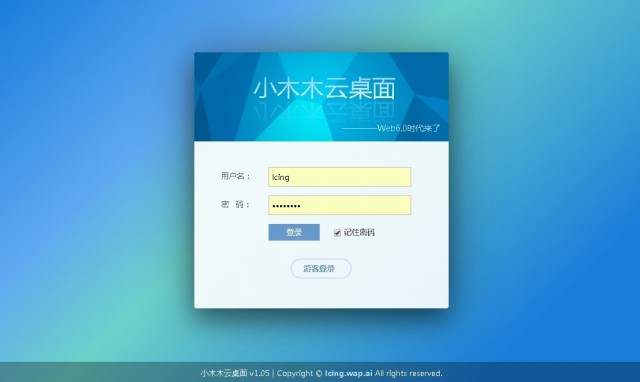 小木木云桌面
————Web6.0时代来了
用户名：
Icing
密 码：
••••••••
登录
记住密码
游客登录
小木木云桌面 v1.05 | Copyright © Icing.wap.ai All rights reserved.